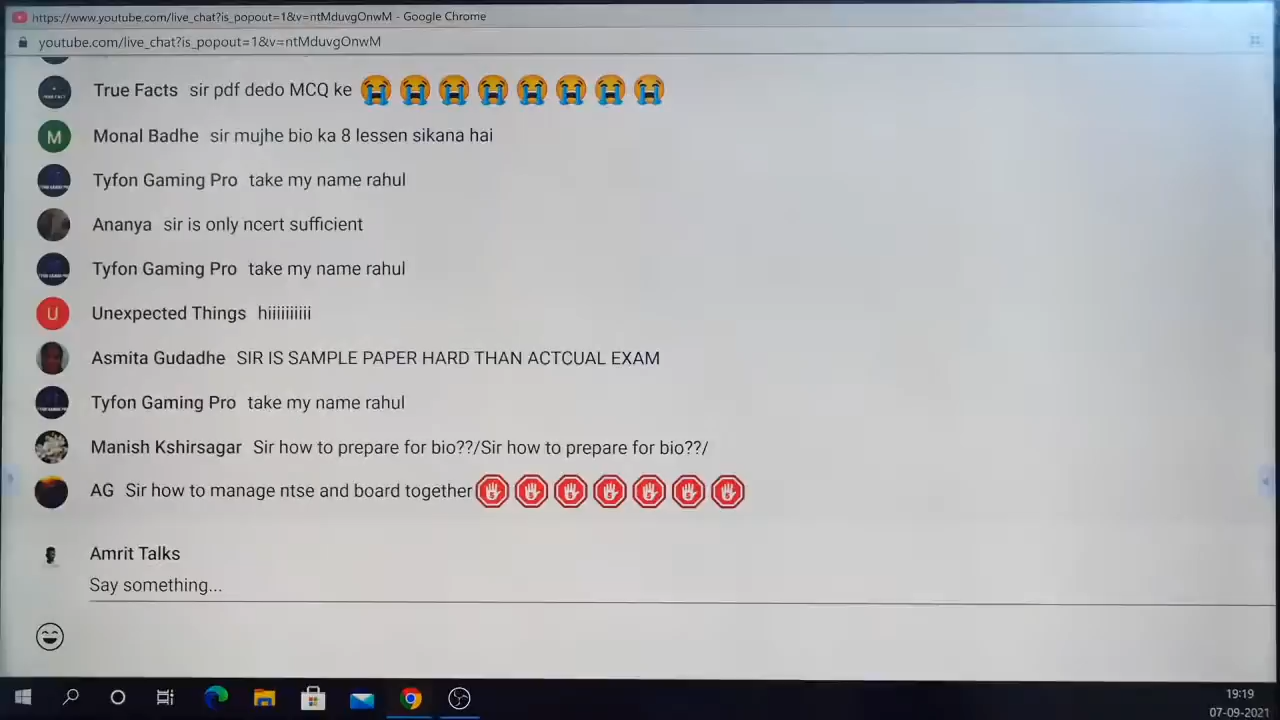 https://www.youtube.com/live_chat?is_popout=1&v=ntMduvgOnwM - Google Chrome
youtube.com/live_chat?is_popout=1&v=ntMduvgOnwM
True Facts sir pdf dedo MCQ ke
M Monal Badhe sir mujhe bio ka 8 lessen sikana hai
Tyfon Gaming Pro take my name rahul
Ananya sir is only ncert sufficient
Tyfon Gaming Pro take my name rahul
U Unexpected Things hiiiiiiiiii
Asmita Gudadhe SIR IS SAMPLE PAPER HARD THAN ACTCUAL EXAM
Tyfon Gaming Pro take my name rahul
Manish Kshirsagar Sir how to prepare for bio??/Sir how to prepare for bio??/
AG Sir how to manage ntse and board together
Amrit Talks
Say something...
19:19
07-09-2021